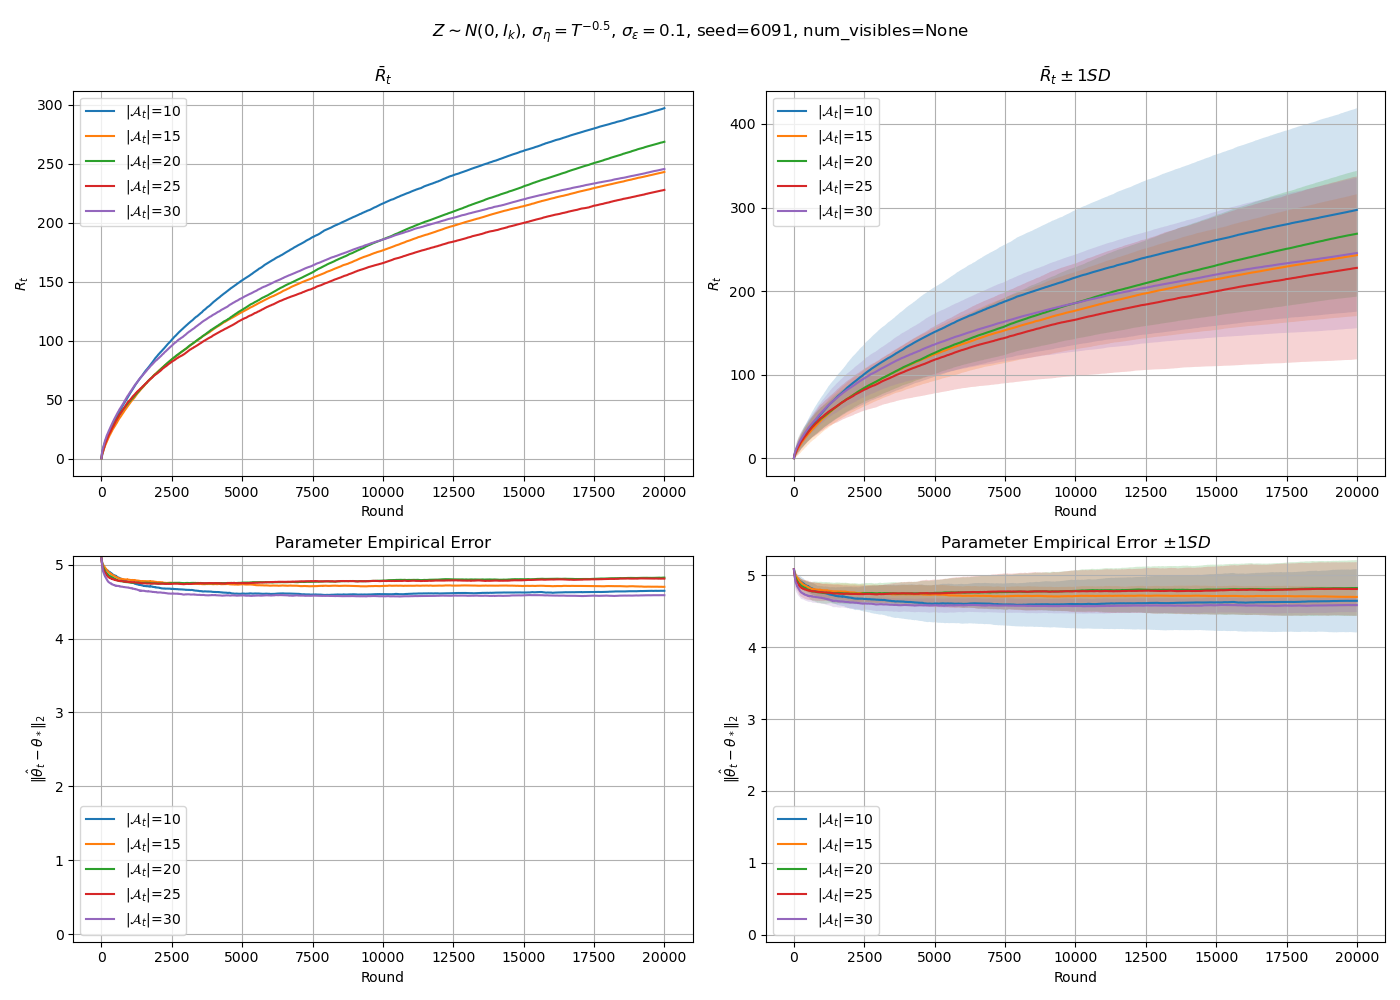 Z ∼ N(0, I_k), σ_η = T^{−0.5}, σ_ε = 0.1, seed=6091, num_visibles=None
R̄_t
300
250
200
150
100
50
0
R_t
|𝒜_t|=10
|𝒜_t|=15
|𝒜_t|=20
|𝒜_t|=25
|𝒜_t|=30
0 2500 5000 7500 10000 12500 15000 17500 20000
Round
R̄_t ± 1SD
400
300
200
100
0
R_t
|𝒜_t|=10
|𝒜_t|=15
|𝒜_t|=20
|𝒜_t|=25
|𝒜_t|=30
0 2500 5000 7500 10000 12500 15000 17500 20000
Round
Parameter Empirical Error
5
4
3
2
1
0
‖θ̂_t − θ_*‖_2
|𝒜_t|=10
|𝒜_t|=15
|𝒜_t|=20
|𝒜_t|=25
|𝒜_t|=30
0 2500 5000 7500 10000 12500 15000 17500 20000
Round
Parameter Empirical Error ± 1SD
5
4
3
2
1
0
‖θ̂_t − θ_*‖_2
|𝒜_t|=10
|𝒜_t|=15
|𝒜_t|=20
|𝒜_t|=25
|𝒜_t|=30
0 2500 5000 7500 10000 12500 15000 17500 20000
Round